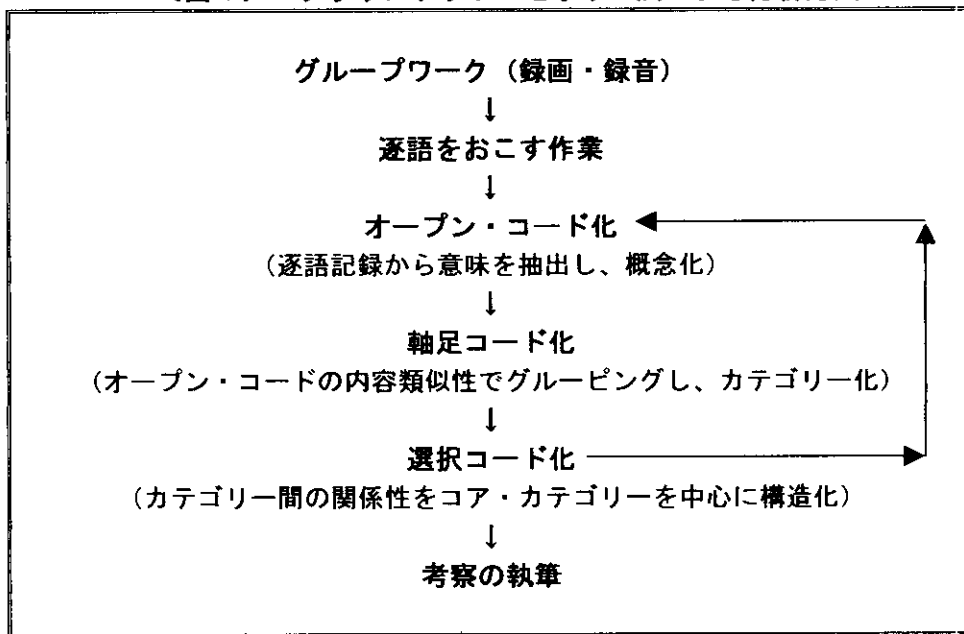 グループワーク（録画・録音）
↓
逐語をおこす作業
↓
オープン・コード化
（逐語記録から意味を抽出し、概念化）
↓
軸足コード化
（オープン・コードの内容類似性でグルーピングし、カテゴリー化）
↓
選択コード化
（カテゴリー間の関係性をコア・カテゴリーを中心に構造化）
↓
考察の執筆